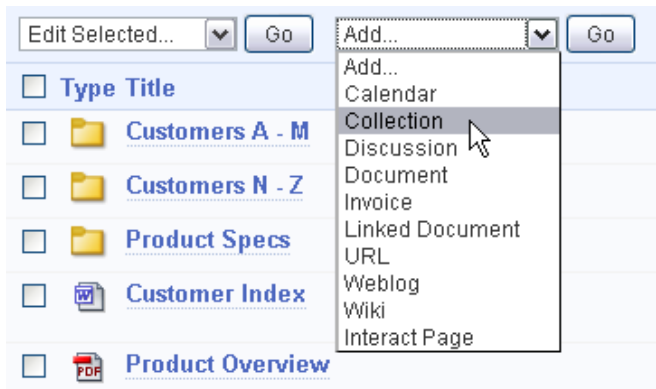 Edit Selected... Go Add... Go
Add...
Type Title
Calendar
Collection
Customers A - M
Discussion
Document
Customers N - Z
Invoice
Linked Document
Product Specs
URL
Weblog
Customer Index
Wiki
Interact Page
PDF Product Overview